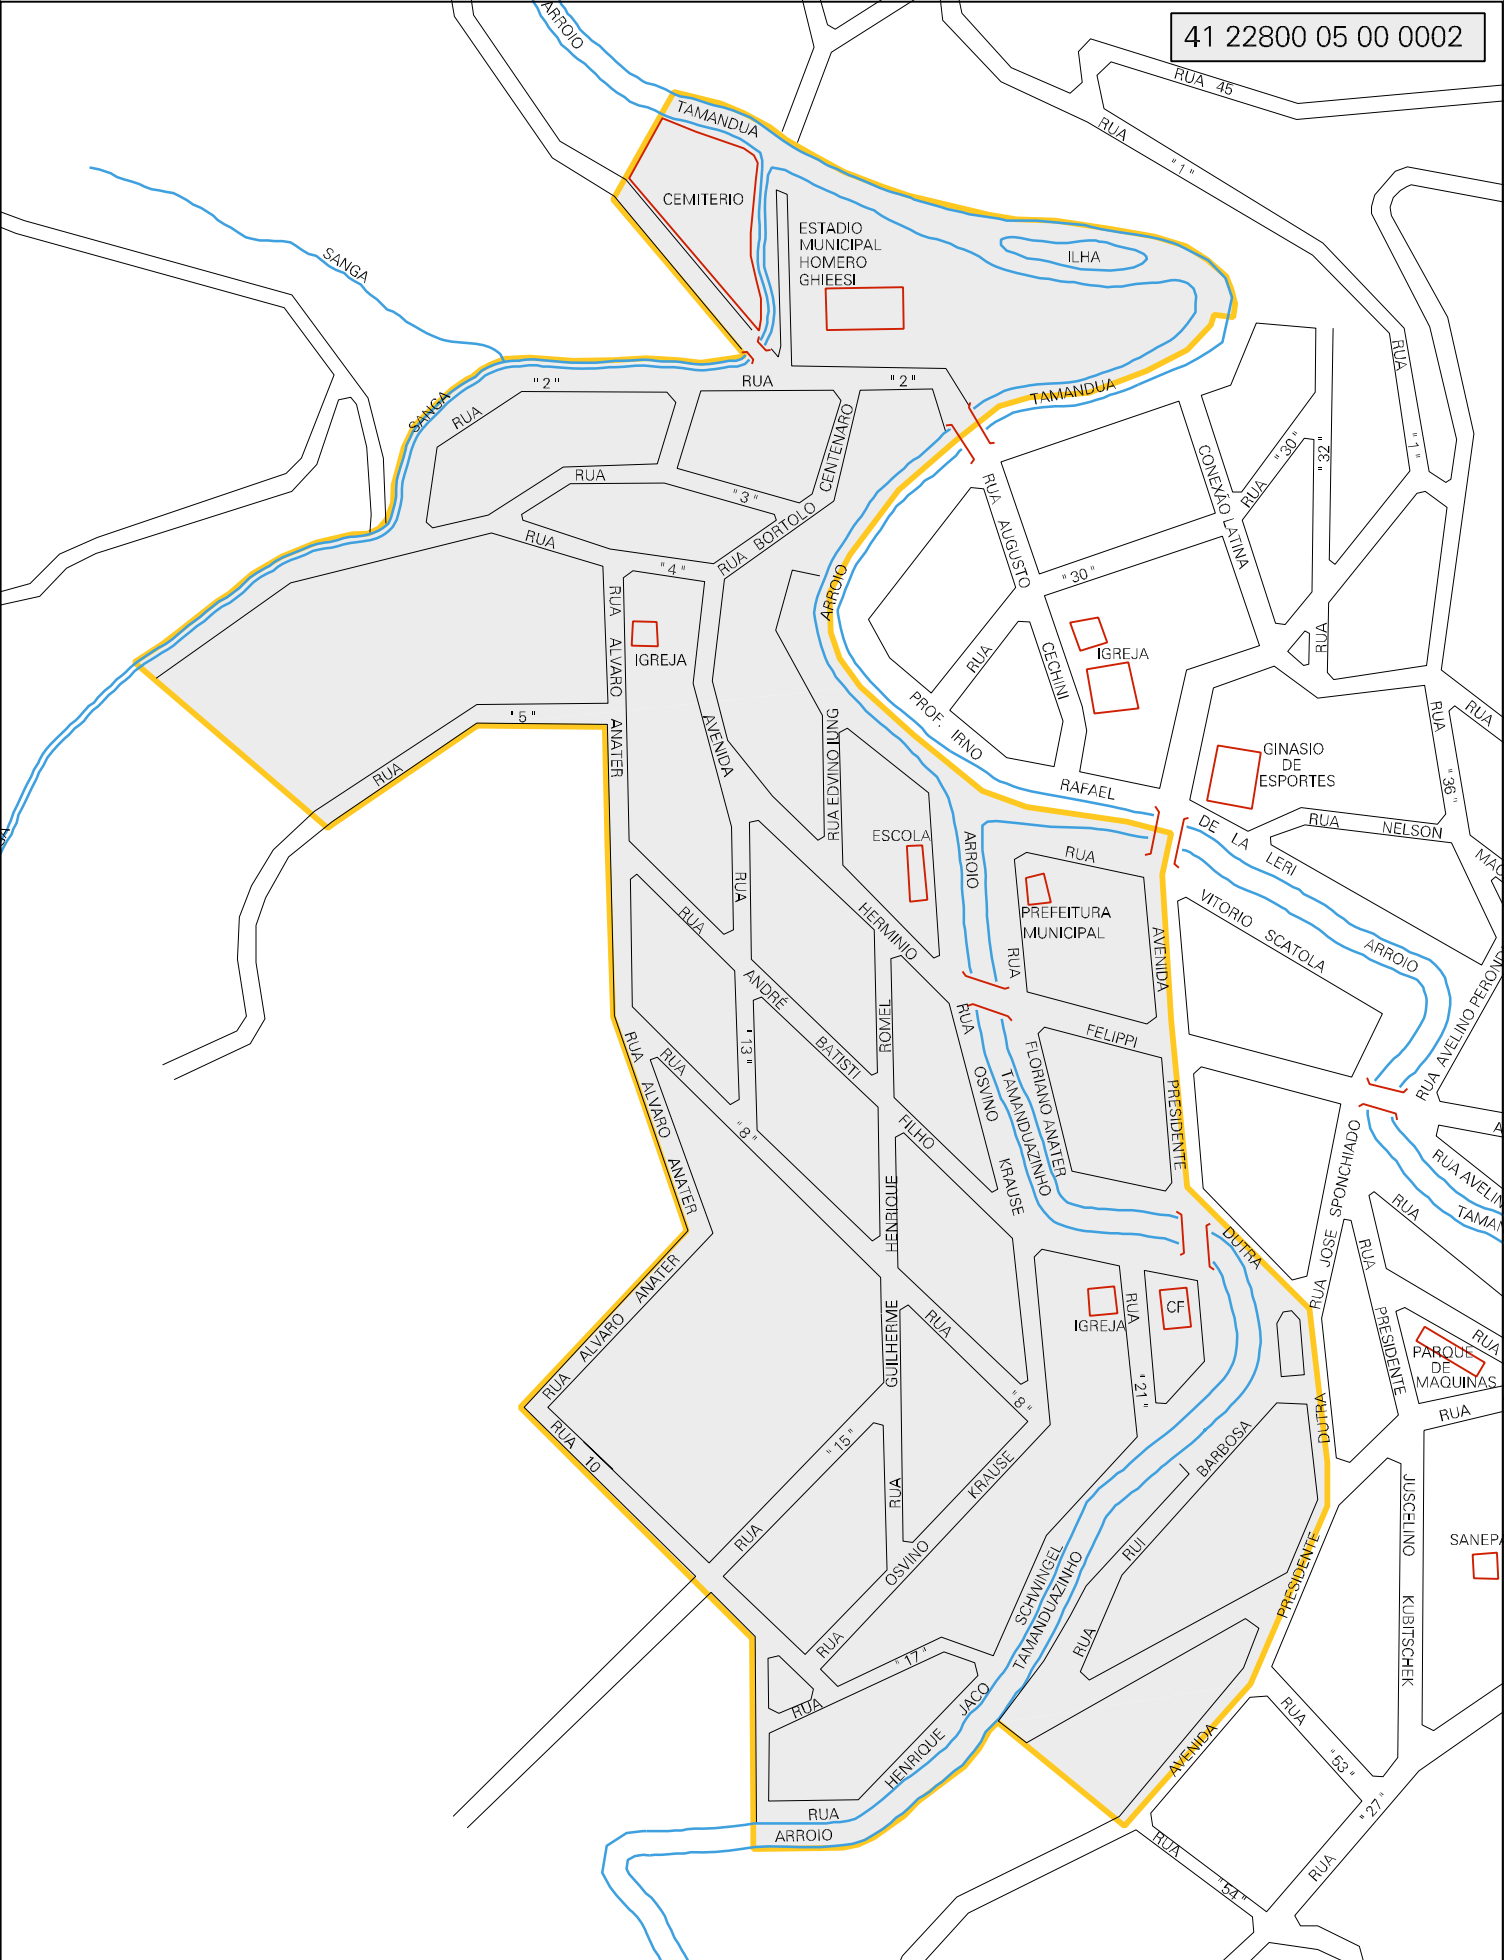 41 22800 05 00 0002
ARROIO
TAMANDUA
RUA 45
RUA
"1"
CEMITERIO
ESTADIO
MUNICIPAL
HOMERO
GHIEESI
ILHA
SANGA
SANGA
RUA
"2"
RUA
"2"
TAMANDUA
RUA
"1"
RUA
"3"
CENTENARO
RUA BORTOLO
RUA
"4"
CONEXÃO LATINA
RUA
"30"
"32"
RUA
RUA AUGUSTO
CECHINI
"30"
RUA
ARROIO
RUA ALVARO ANATER
IGREJA
IGREJA
RUA
"5"
AVENIDA
RUA EDVINO IUNG
PROF. IRNO
RAFAEL
DE LA LERI
GINASIO
DE
ESPORTES
RUA
"36"
RUA
RUA NELSON
ESCOLA
ARROIO
RUA
PREFEITURA
MUNICIPAL
RUA
AVENIDA
VITORIO SCATOLA
ARROIO
RUA
RUA
ANDRÉ
BATISTI
HERMINIO
ROMEL
RUA
FELIPPI
RUA ALVARO ANATER
RUA
"13"
"8"
FILHO
OSVINO
KRAUSE
TAMANDUAZINHO
FLORIANO ANATER
PRESIDENTE
HENRIQUE
GUILHERME
RUA
DUTRA
RUA JOSE SPONCHIADO
RUA
PRESIDENTE
RUA
RUA
PARQUE
DE
MAQUINAS
RUA
RUA ALVARO ANATER
RUA 10
RUA
"8"
IGREJA
RUA
"21"
CF
DUTRA
RUA
"15"
OSVINO
KRAUSE
RUA
RUI
BARBOSA
RUA
JUSCELINO KUBITSCHEK
PRESIDENTE
SCHWINGEL
TAMANDUAZINHO
RUA
"17"
HENRIQUE
JACO
RUA
ARROIO
AVENIDA
RUA
"53"
"27"
RUA
RUA
"54"